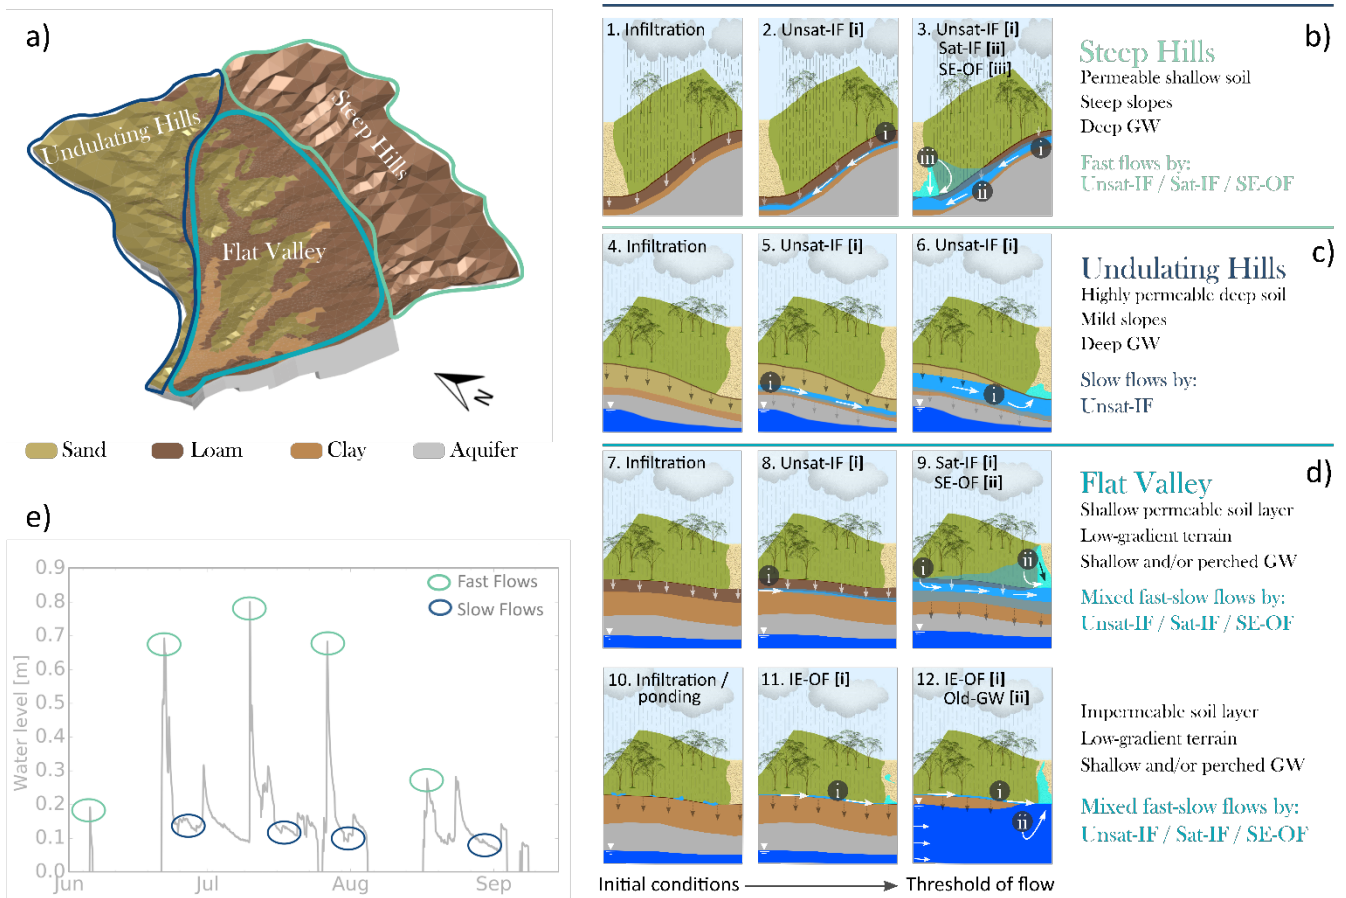 a)
Undulating Hills
Steep Hills
Flat Valley
N
Sand
Loam
Clay
Aquifer
b)
1. Infiltration
2. Unsat-IF [i]
i
3. Unsat-IF [i]
Sat-IF [ii]
SE-OF [iii]
iii
i
ii
Steep Hills
Permeable shallow soil
Steep slopes
Deep GW
Fast flows by:
Unsat-IF / Sat-IF / SE-OF
c)
4. Infiltration
5. Unsat-IF [i]
i
6. Unsat-IF [i]
i
Undulating Hills
Highly permeable deep soil
Mild slopes
Deep GW
Slow flows by:
Unsat-IF
d)
7. Infiltration
8. Unsat-IF [i]
i
9. Sat-IF [i]
SE-OF [ii]
i
ii
Flat Valley
Shallow permeable soil layer
Low-gradient terrain
Shallow and/or perched GW
Mixed fast-slow flows by:
Unsat-IF / Sat-IF / SE-OF
10. Infiltration /
ponding
11. IE-OF [i]
i
12. IE-OF [i]
Old-GW [ii]
i
ii
Impermeable soil layer
Low-gradient terrain
Shallow and/or perched GW
Mixed fast-slow flows by:
Unsat-IF / Sat-IF / SE-OF
Initial conditions
Threshold of flow
e)
Fast Flows
Slow Flows
Water level [m]
0.9
0.8
0.7
0.6
0.5
0.4
0.3
0.2
0.1
0.0
Jun
Jul
Aug
Sep